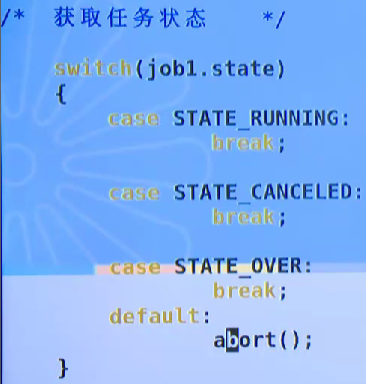 /* 获取任务状态 */
switch(job1.state)
{
case STATE_RUNNING:
break;
case STATE_CANCELED:
break;
case STATE_OVER:
break;
default:
abort();
}